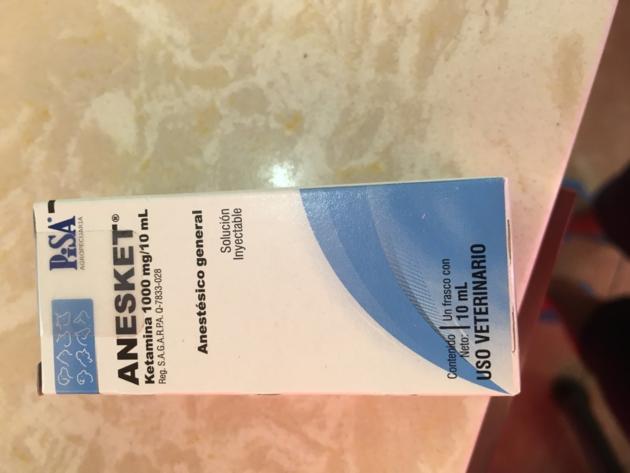 PiSA
AGROPECUARIA
ANESKET®
Ketamina 1000 mg/10 mL
Reg. S.A.G.A.R.P.A. Q-7833-028
Anestésico general
Solución
Inyectable
Contenido Un frasco con
Neto: 10 mL
USO VETERINARIO